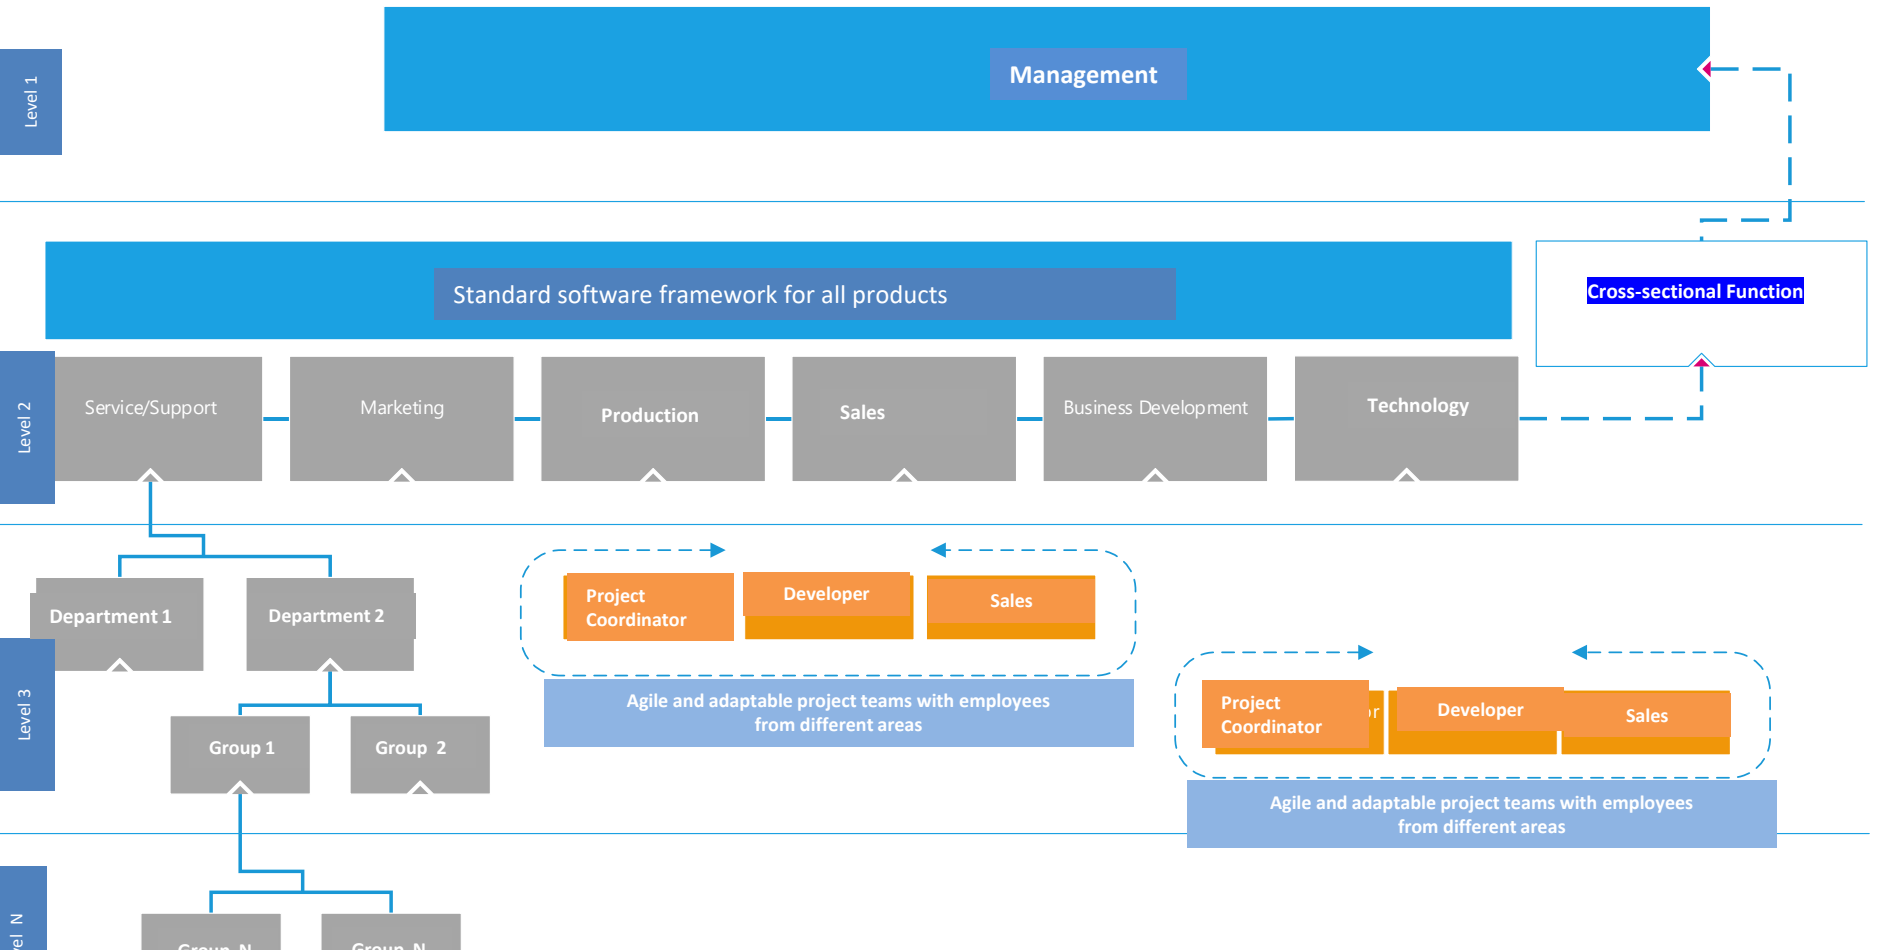 Level 1
Management
Standard software framework for all products
Cross-sectional Function
Level 2
Service/Support
Marketing
Production
Sales
Business Development
Technology
Level 3
Department 1
Department 2
Project
Coordinator
Developer
Sales
Agile and adaptable project teams with employees
from different areas
Group 1
Group 2
Project
Coordinator
or
Developer
Sales
Agile and adaptable project teams with employees
from different areas
N
Group N
Group N